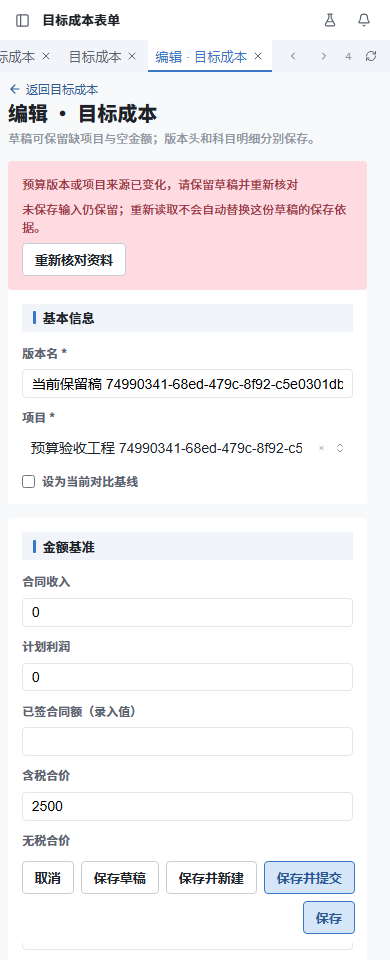 目标成本表单
示成本
目标成本
编辑 · 目标成本
4
返回目标成本
编辑 · 目标成本
草稿可保留缺项目与空金额；版本头和科目明细分别保存。
预算版本或项目来源已变化，请保留草稿并重新核对
未保存输入仍保留；重新读取不会自动替换这份草稿的保存依
据。
重新核对资料
基本信息
版本名 *
当前保留稿 74990341-68ed-479c-8f92-c5e0301db
项目 *
预算验收工程 74990341-68ed-479c-8f92-c5
设为当前对比基线
金额基准
合同收入
0
计划利润
0
已签合同额（录入值）
含税合价
2500
无税合价
取消
保存草稿
保存并新建
保存并提交
保存